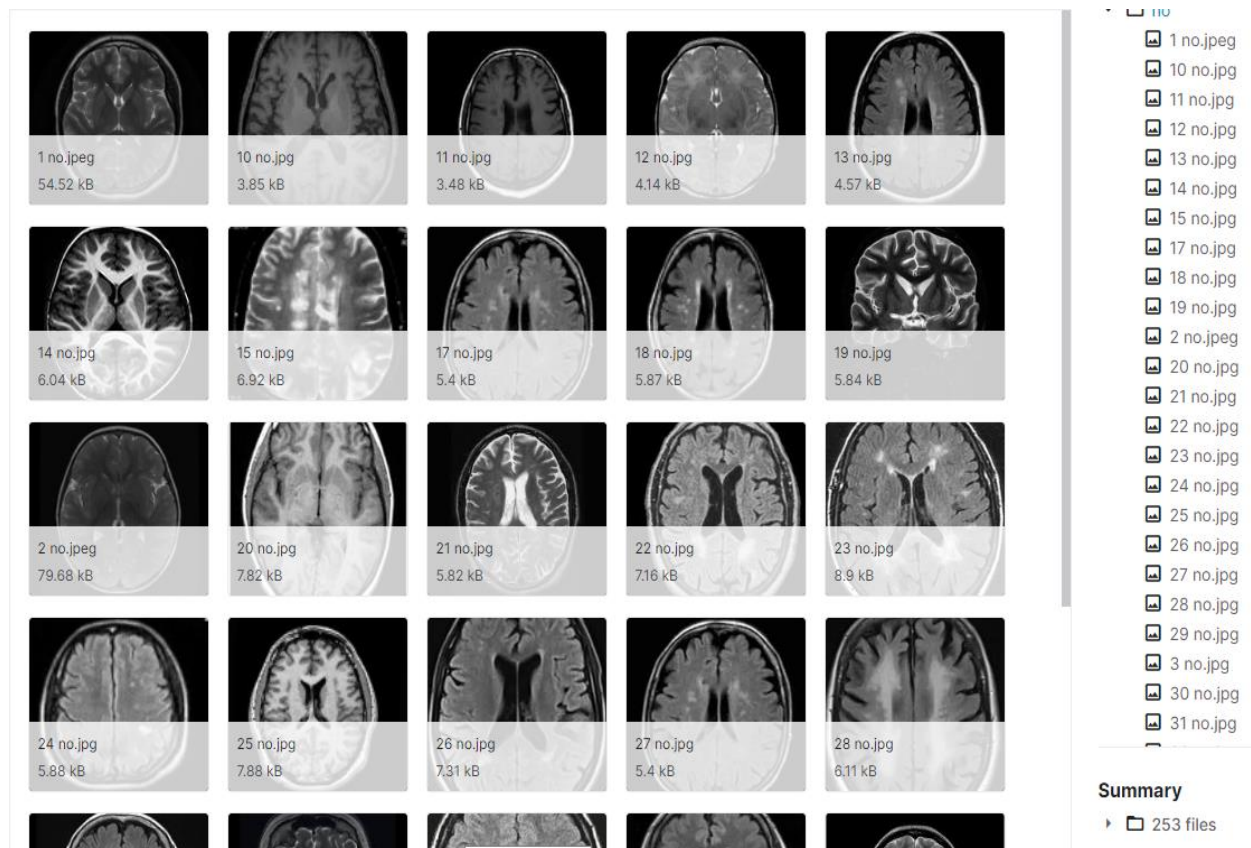 1 no.jpeg
54.52 kB
10 no.jpg
3.85 kB
11 no.jpg
3.48 kB
12 no.jpg
4.14 kB
13 no.jpg
4.57 kB
14 no.jpg
6.04 kB
15 no.jpg
6.92 kB
17 no.jpg
5.4 kB
18 no.jpg
5.87 kB
19 no.jpg
5.84 kB
2 no.jpeg
79.68 kB
20 no.jpg
7.82 kB
21 no.jpg
5.82 kB
22 no.jpg
7.16 kB
23 no.jpg
8.9 kB
24 no.jpg
5.88 kB
25 no.jpg
7.88 kB
26 no.jpg
7.31 kB
27 no.jpg
5.4 kB
28 no.jpg
6.11 kB
no
1 no.jpeg
10 no.jpg
11 no.jpg
12 no.jpg
13 no.jpg
14 no.jpg
15 no.jpg
17 no.jpg
18 no.jpg
19 no.jpg
2 no.jpeg
20 no.jpg
21 no.jpg
22 no.jpg
23 no.jpg
24 no.jpg
25 no.jpg
26 no.jpg
27 no.jpg
28 no.jpg
29 no.jpg
3 no.jpg
30 no.jpg
31 no.jpg
Summary
253 files